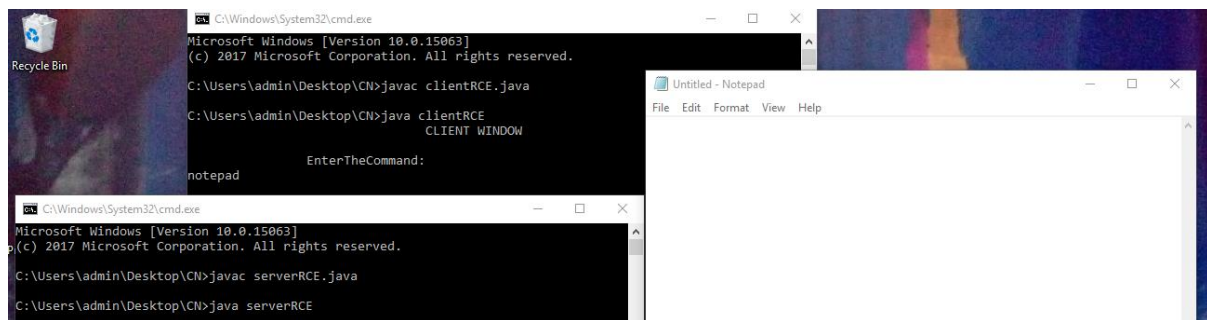 Recycle Bin
C:\Windows\System32\cmd.exe
Microsoft Windows [Version 10.0.15063]
(c) 2017 Microsoft Corporation. All rights reserved.
C:\Users\admin\Desktop\CN>javac clientRCE.java
C:\Users\admin\Desktop\CN>java clientRCE
CLIENT WINDOW
EnterTheCommand:
notepad
C:\Windows\System32\cmd.exe
Microsoft Windows [Version 10.0.15063]
(c) 2017 Microsoft Corporation. All rights reserved.
C:\Users\admin\Desktop\CN>javac serverRCE.java
C:\Users\admin\Desktop\CN>java serverRCE
Untitled - Notepad
File Edit Format View Help